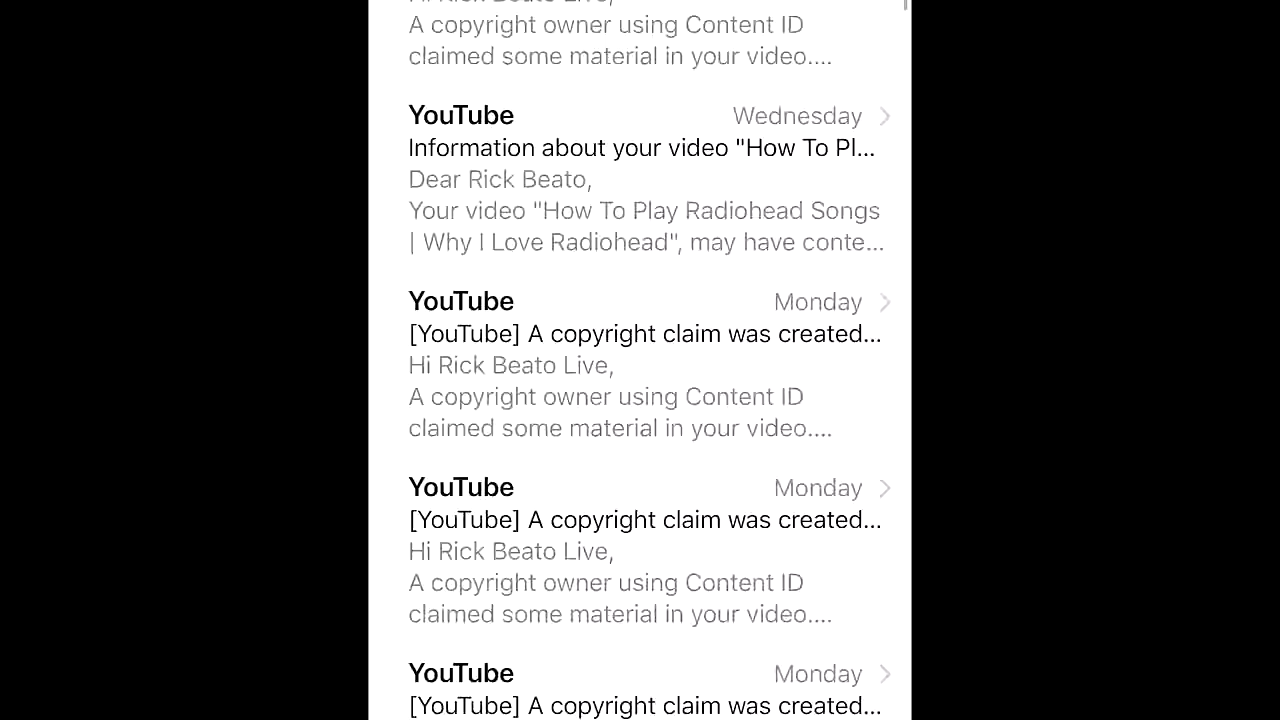 Hi Rick Beato Live,
A copyright owner using Content ID
claimed some material in your video....
YouTube Wednesday
Information about your video "How To Pl...
Dear Rick Beato,
Your video "How To Play Radiohead Songs
| Why I Love Radiohead", may have conte...
YouTube Monday
[YouTube] A copyright claim was created...
Hi Rick Beato Live,
A copyright owner using Content ID
claimed some material in your video....
YouTube Monday
[YouTube] A copyright claim was created...
Hi Rick Beato Live,
A copyright owner using Content ID
claimed some material in your video....
YouTube Monday
[YouTube] A copyright claim was created...